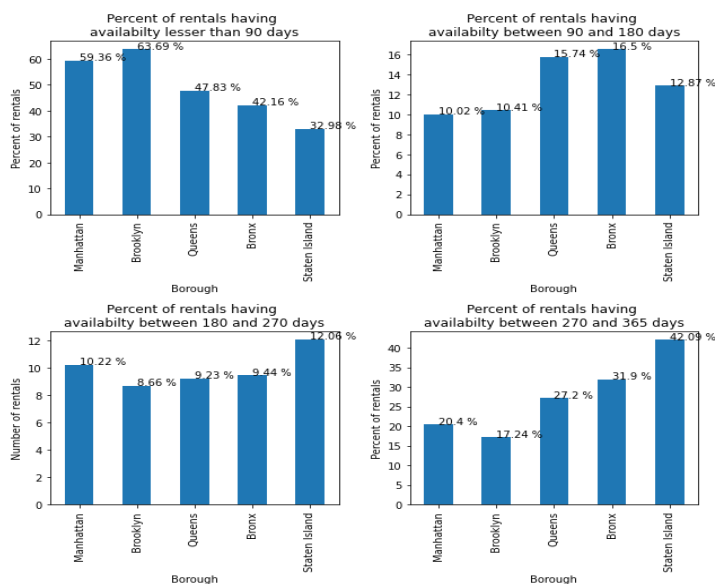 Percent of rentals having
availabilty lesser than 90 days
Percent of rentals
60
50
40
30
20
10
0
59.36 %
63.69 %
47.83 %
42.16 %
32.98 %
Manhattan
Brooklyn
Queens
Bronx
Staten Island
Borough
Percent of rentals having
availabilty between 90 and 180 days
Percent of rentals
16
14
12
10
8
6
4
2
0
10.02 %
10.41 %
15.74 %
16.5 %
12.87 %
Manhattan
Brooklyn
Queens
Bronx
Staten Island
Borough
Percent of rentals having
availabilty between 180 and 270 days
Number of rentals
12
10
8
6
4
2
0
10.22 %
8.66 %
9.23 %
9.44 %
12.06 %
Manhattan
Brooklyn
Queens
Bronx
Staten Island
Borough
Percent of rentals having
availabilty between 270 and 365 days
Percent of rentals
40
35
30
25
20
15
10
5
0
20.4 %
17.24 %
27.2 %
31.9 %
42.09 %
Manhattan
Brooklyn
Queens
Bronx
Staten Island
Borough